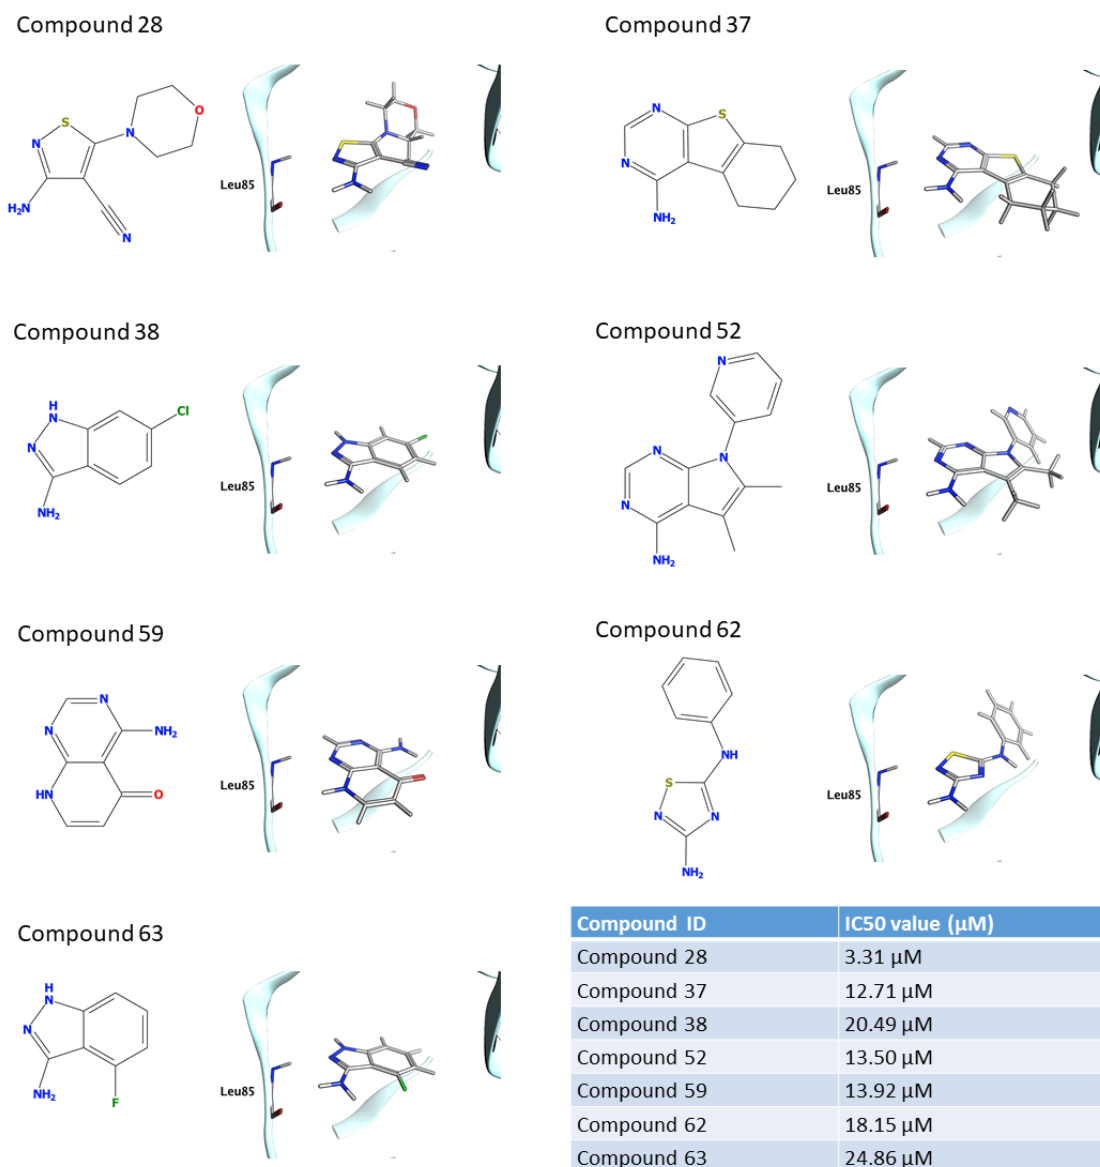 Compound 28
S
N
N
O
H₂N
N
Leu85
Compound 37
N
S
N
NH₂
Leu85
Compound 38
H
N
Cl
N
NH₂
Leu85
Compound 52
N
N
N
N
NH₂
Leu85
Compound 59
N
N
NH₂
HN
O
Leu85
Compound 62
NH
S
N
N
NH₂
Leu85
Compound 63
H
N
N
NH₂
F
Leu85
Compound ID IC50 value (μM)
Compound 28 3.31 μM
Compound 37 12.71 μM
Compound 38 20.49 μM
Compound 52 13.50 μM
Compound 59 13.92 μM
Compound 62 18.15 μM
Compound 63 24.86 μM